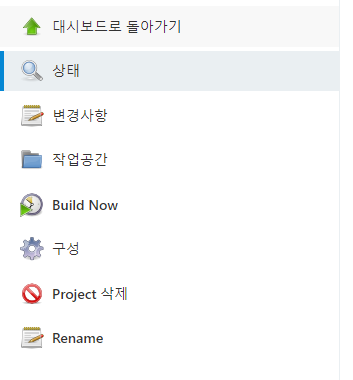 대시보드로 돌아가기
상태
변경사항
작업공간
Build Now
구성
Project 삭제
Rename